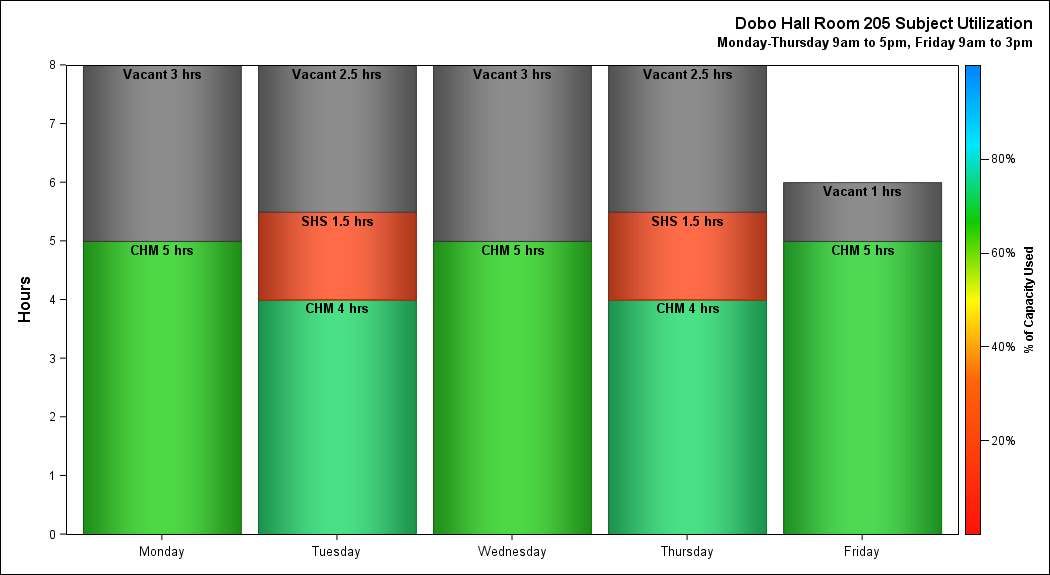 Dobo Hall Room 205 Subject Utilization
Monday-Thursday 9am to 5pm, Friday 9am to 3pm
8
7
6
5
4
3
2
1
0
Hours
Vacant 3 hrs
CHM 5 hrs
Vacant 2.5 hrs
SHS 1.5 hrs
CHM 4 hrs
Vacant 3 hrs
CHM 5 hrs
Vacant 2.5 hrs
SHS 1.5 hrs
CHM 4 hrs
Vacant 1 hrs
CHM 5 hrs
Monday
Tuesday
Wednesday
Thursday
Friday
80%
60%
40%
20%
% of Capacity Used